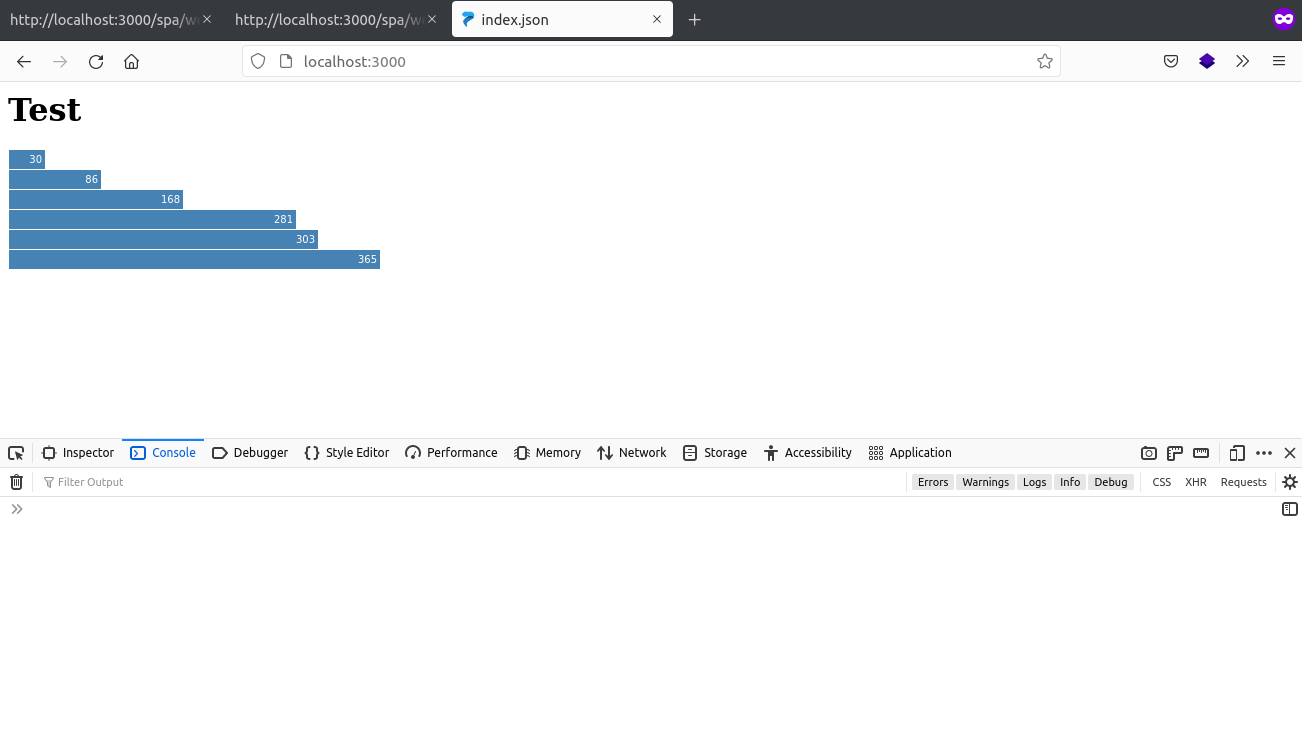 http://localhost:3000/spa/w
http://localhost:3000/spa/w
index.json
localhost:3000
Test
30
86
168
281
303
365
Inspector
Console
Debugger
Style Editor
Performance
Memory
Network
Storage
Accessibility
Application
Filter Output
Errors
Warnings
Logs
Info
Debug
CSS
XHR
Requests